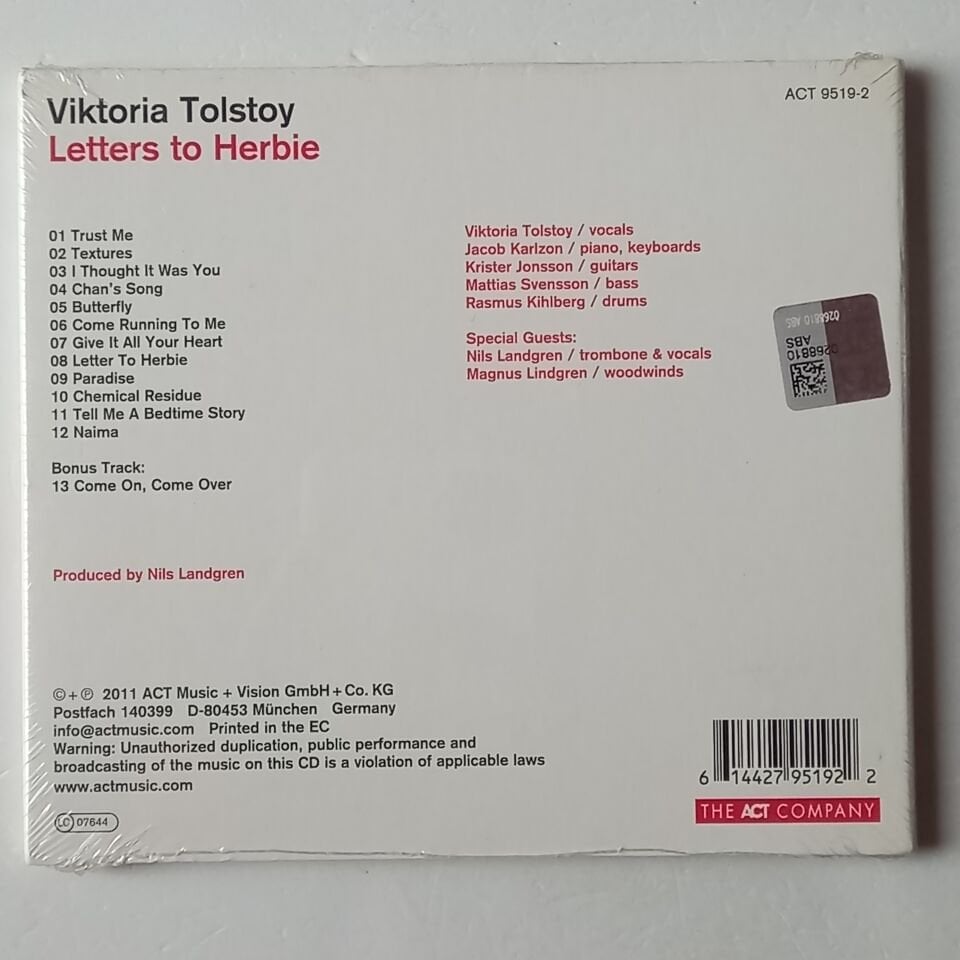 Viktoria Tolstoy
Letters to Herbie
ACT 9519-2
01 Trust Me
02 Textures
03 I Thought It Was You
04 Chan's Song
05 Butterfly
06 Come Running To Me
07 Give It All Your Heart
08 Letter To Herbie
09 Paradise
10 Chemical Residue
11 Tell Me A Bedtime Story
12 Naima
Bonus Track:
13 Come On, Come Over
Viktoria Tolstoy / vocals
Jacob Karlzon / piano, keyboards
Krister Jonsson / guitars
Mattias Svensson / bass
Rasmus Kihlberg / drums
Special Guests:
Nils Landgren / trombone & vocals
Magnus Lindgren / woodwinds
0268810 ABS
0268810
ABS
Produced by Nils Landgren
©+℗ 2011 ACT Music + Vision GmbH + Co. KG
Postfach 140399 D-80453 München Germany
info@actmusic.com Printed in the EC
Warning: Unauthorized duplication, public performance and
broadcasting of the music on this CD is a violation of applicable laws
www.actmusic.com
LC 07644
6 14427 95192 2
THE ACT COMPANY